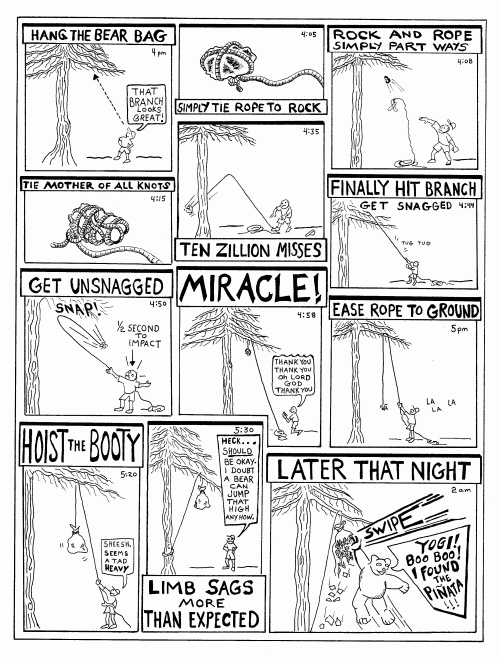 HANG THE BEAR BAG
4 pm
THAT
BRANCH
LOOKS
GREAT!
4:05
SIMPLY TIE ROPE TO ROCK
ROCK AND ROPE
SIMPLY PART WAYS
4:08
TIE MOTHER OF ALL KNOTS
4:15
4:35
TEN ZILLION MISSES
FINALLY HIT BRANCH
GET SNAGGED 4:44
TUG TUG
GET UNSNAGGED
SNAP!
4:50
1/2 SECOND
TO
IMPACT
MIRACLE!
4:58
THANK YOU
THANK YOU
OH LORD
GOD
THANK YOU
EASE ROPE TO GROUND
5 pm
LA LA
LA
HOIST THE BOOTY
5:20
SHEESH.
SEEMS
A TAD
HEAVY
5:30
HECK...
SHOULD
BE OKAY.
I DOUBT
A BEAR
CAN
JUMP
THAT
HIGH
ANYHOW.
LIMB SAGS
MORE
THAN EXPECTED
LATER THAT NIGHT
2 am
SWIPE
YOGI!
BOO BOO!
I FOUND
THE
PIÑATA
!!!